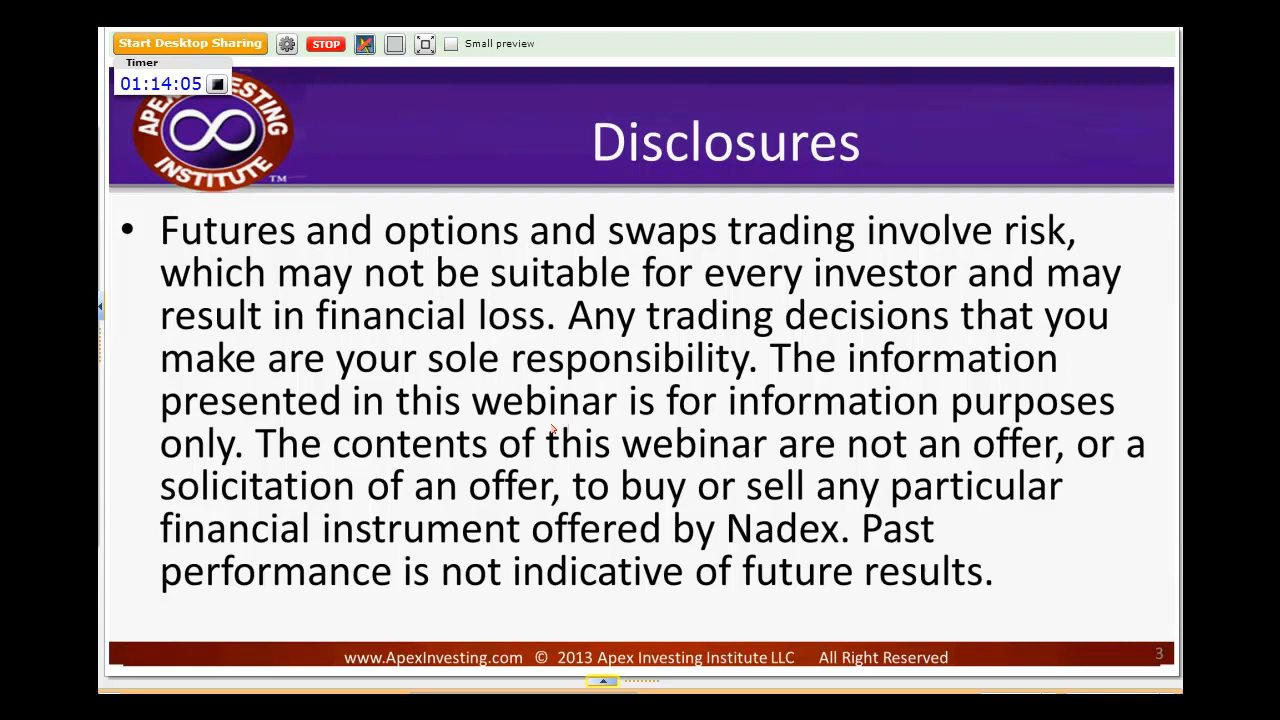 Start Desktop Sharing STOP Small preview
Timer
01:14:05
APEX INVESTING
INSTITUTE TM
Disclosures
• Futures and options and swaps trading involve risk,
which may not be suitable for every investor and may
result in financial loss. Any trading decisions that you
make are your sole responsibility. The information
presented in this webinar is for information purposes
only. The contents of this webinar are not an offer, or a
solicitation of an offer, to buy or sell any particular
financial instrument offered by Nadex. Past
performance is not indicative of future results.
www.ApexInvesting.com © 2013 Apex Investing Institute LLC All Right Reserved 3